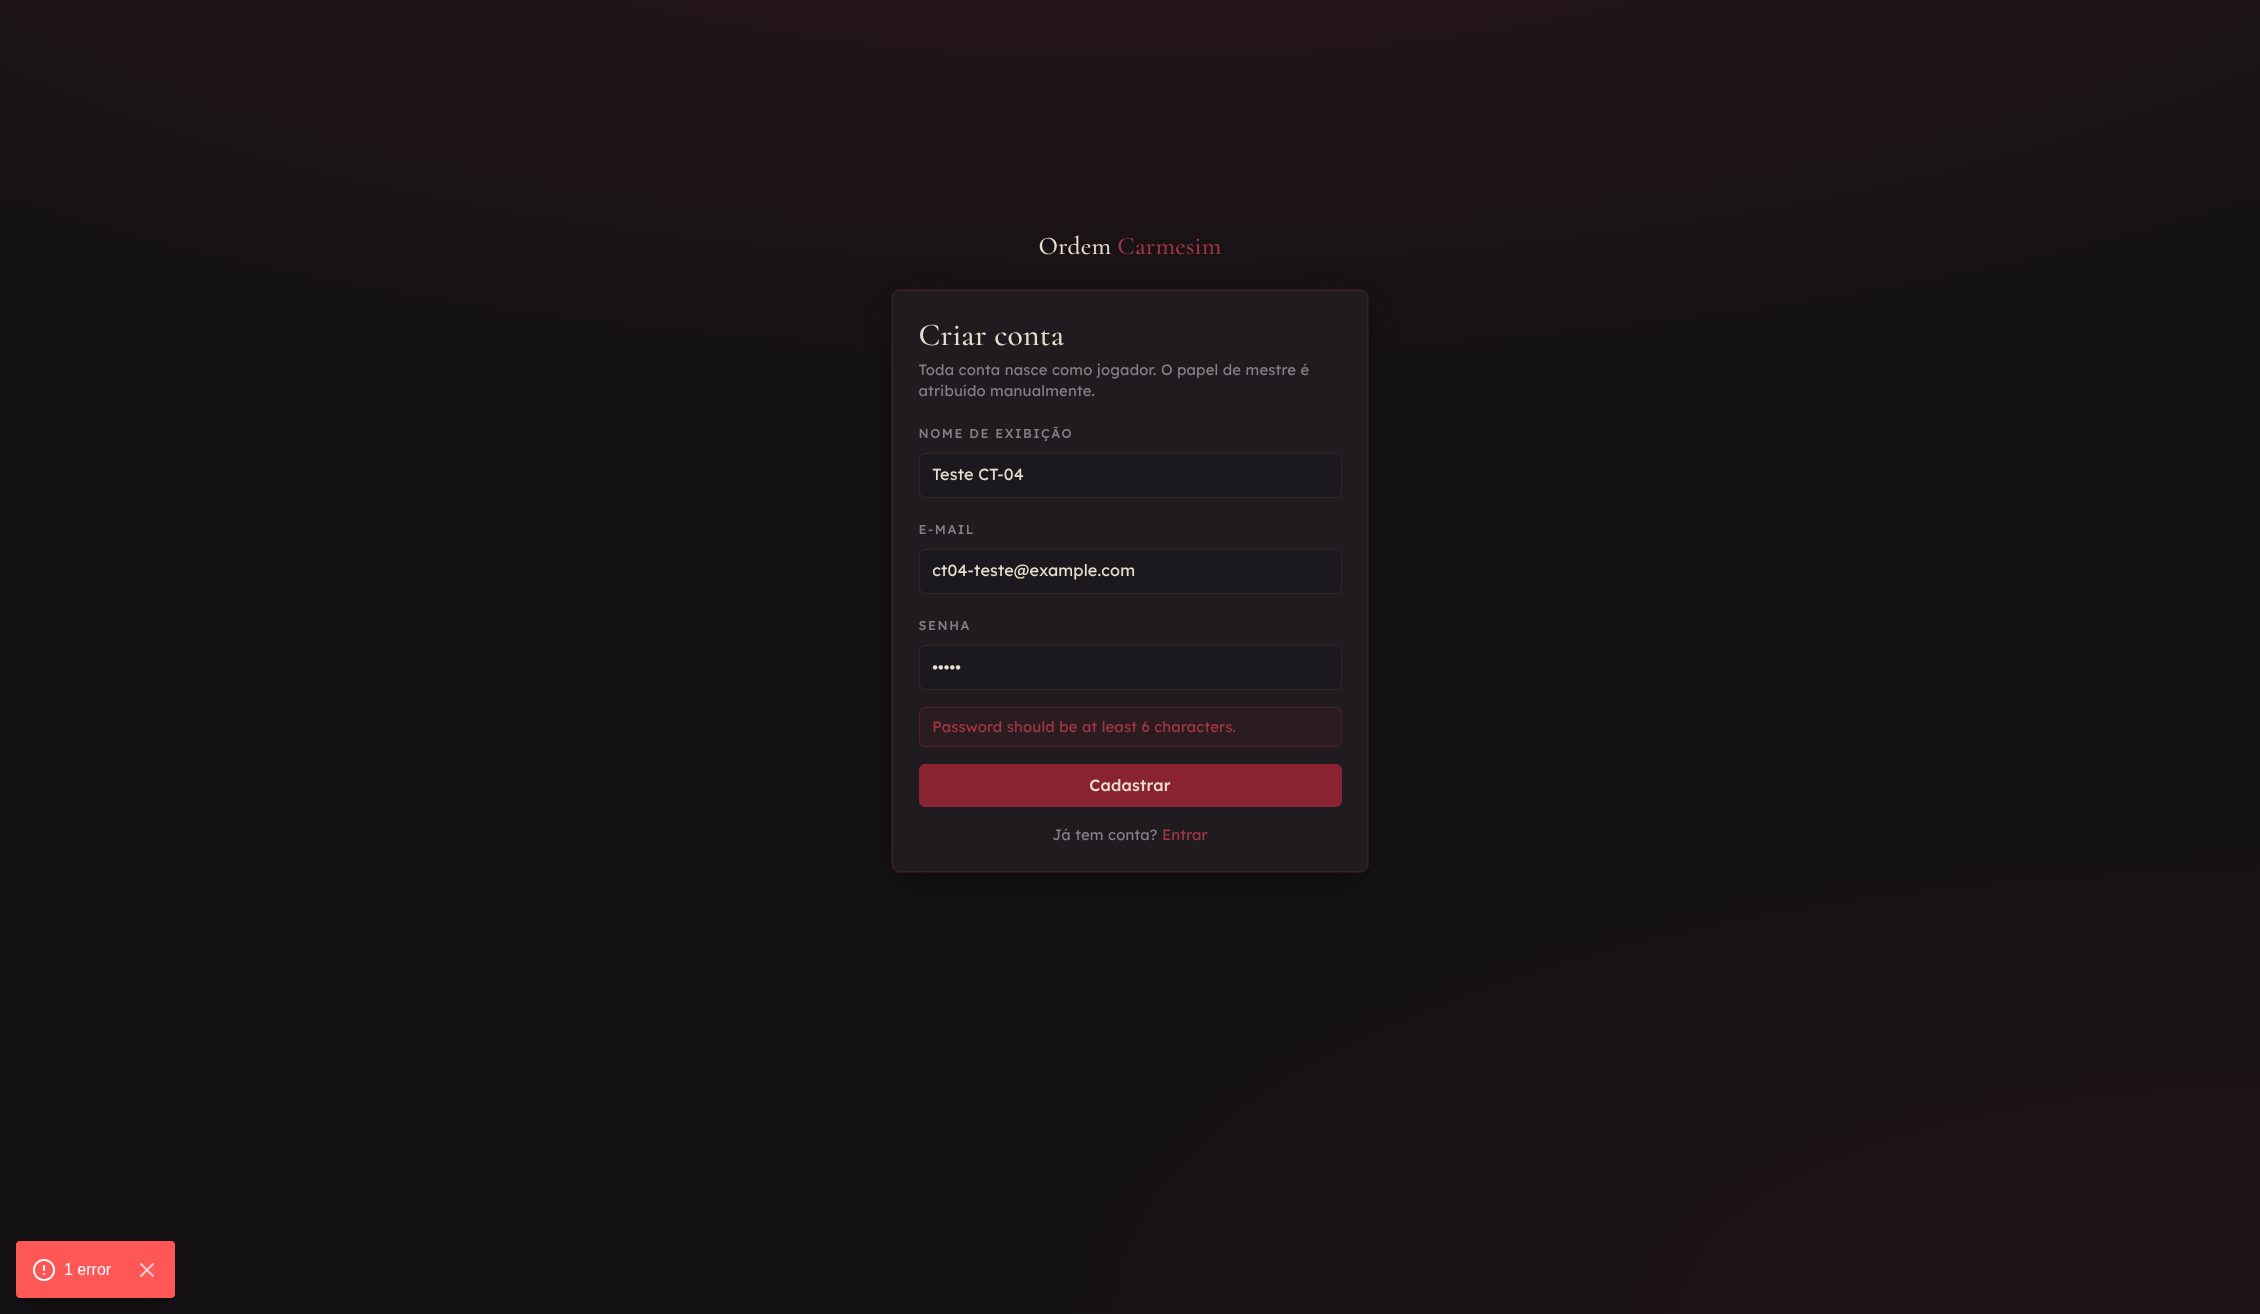 Ordem Carmesim
Criar conta
Toda conta nasce como jogador. O papel de mestre é
atribuído manualmente.
NOME DE EXIBIÇÃO
Teste CT-04
E-MAIL
ct04-teste@example.com
SENHA
•••••
Password should be at least 6 characters.
Cadastrar
Já tem conta? Entrar
1 error